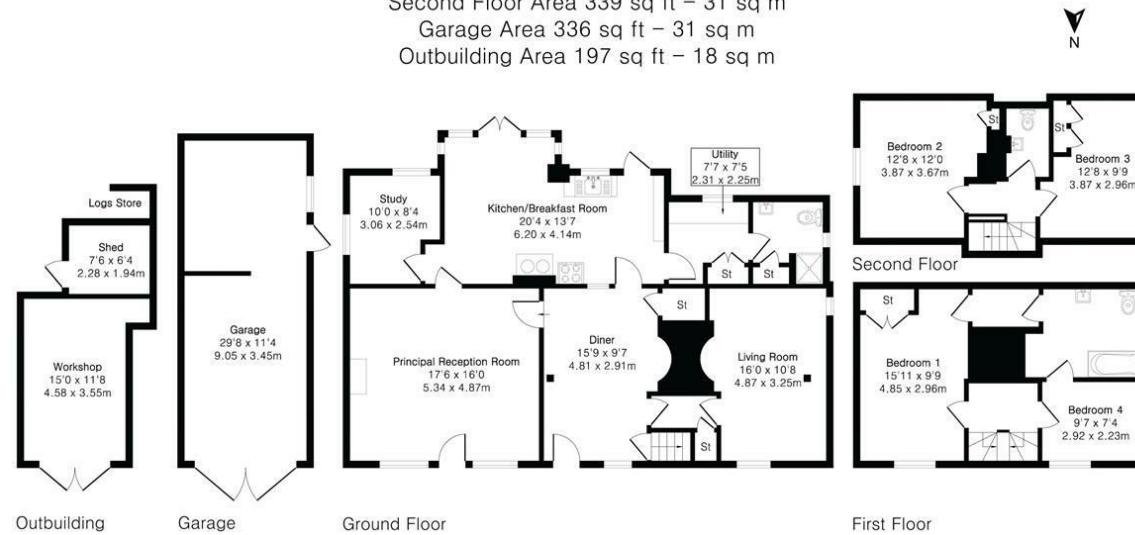 Second Floor Area 339 sq ft – 31 sq m
Garage Area 336 sq ft – 31 sq m
Outbuilding Area 197 sq ft – 18 sq m
N
Logs Store
Shed
7'6 x 6'4
2.28 x 1.94m
Workshop
15'0 x 11'8
4.58 x 3.55m
Outbuilding
Garage
29'8 x 11'4
9.05 x 3.45m
Garage
Study
10'0 x 8'4
3.06 x 2.54m
Kitchen/Breakfast Room
20'4 x 13'7
6.20 x 4.14m
Utility
7'7 x 7'5
2.31 x 2.25m
St
St
St
Principal Reception Room
17'6 x 16'0
5.34 x 4.87m
Diner
15'9 x 9'7
4.81 x 2.91m
Living Room
16'0 x 10'8
4.87 x 3.25m
St
Ground Floor
Bedroom 2
12'8 x 12'0
3.87 x 3.67m
St
St
Bedroom 3
12'8 x 9'9
3.87 x 2.96m
Second Floor
St
Bedroom 1
15'11 x 9'9
4.85 x 2.96m
Bedroom 4
9'7 x 7'4
2.92 x 2.23m
First Floor